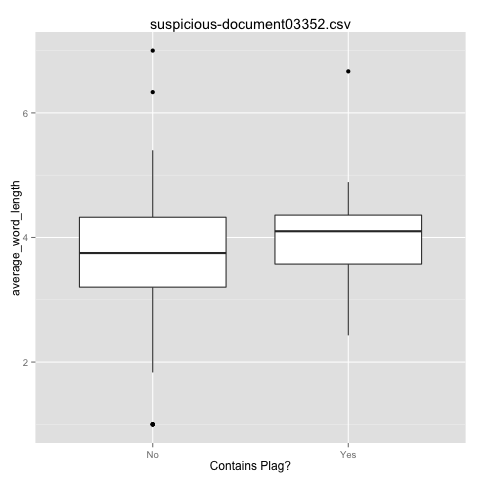 suspicious-document03352.csv
average_word_length
6
4
2
No
Yes
Contains Plag?